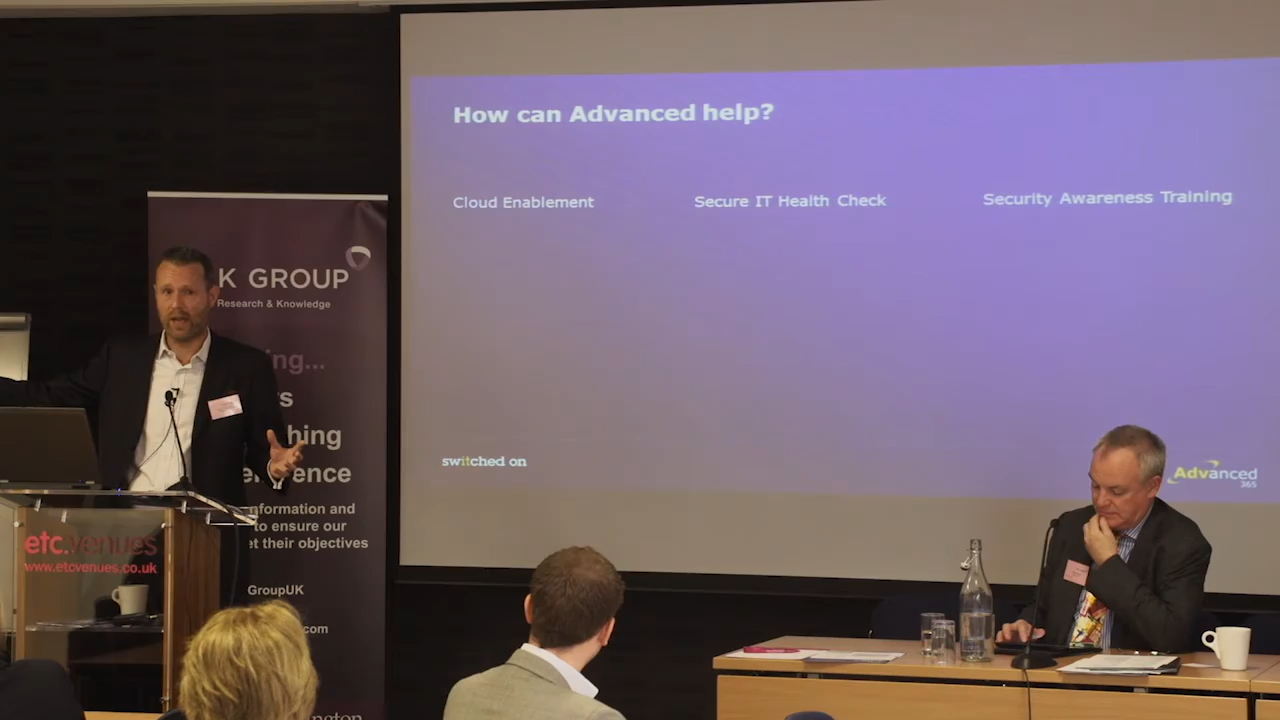 How can Advanced help?
Cloud Enablement
Secure IT Health Check
Security Awareness Training
switched on
Advanced
365
K GROUP
Research & Knowledge
ing...
s
hing
ence
nformation and
to ensure our
et their objectives
GroupUK
.com
ngton
etc.venues
www.etcvenues.co.uk